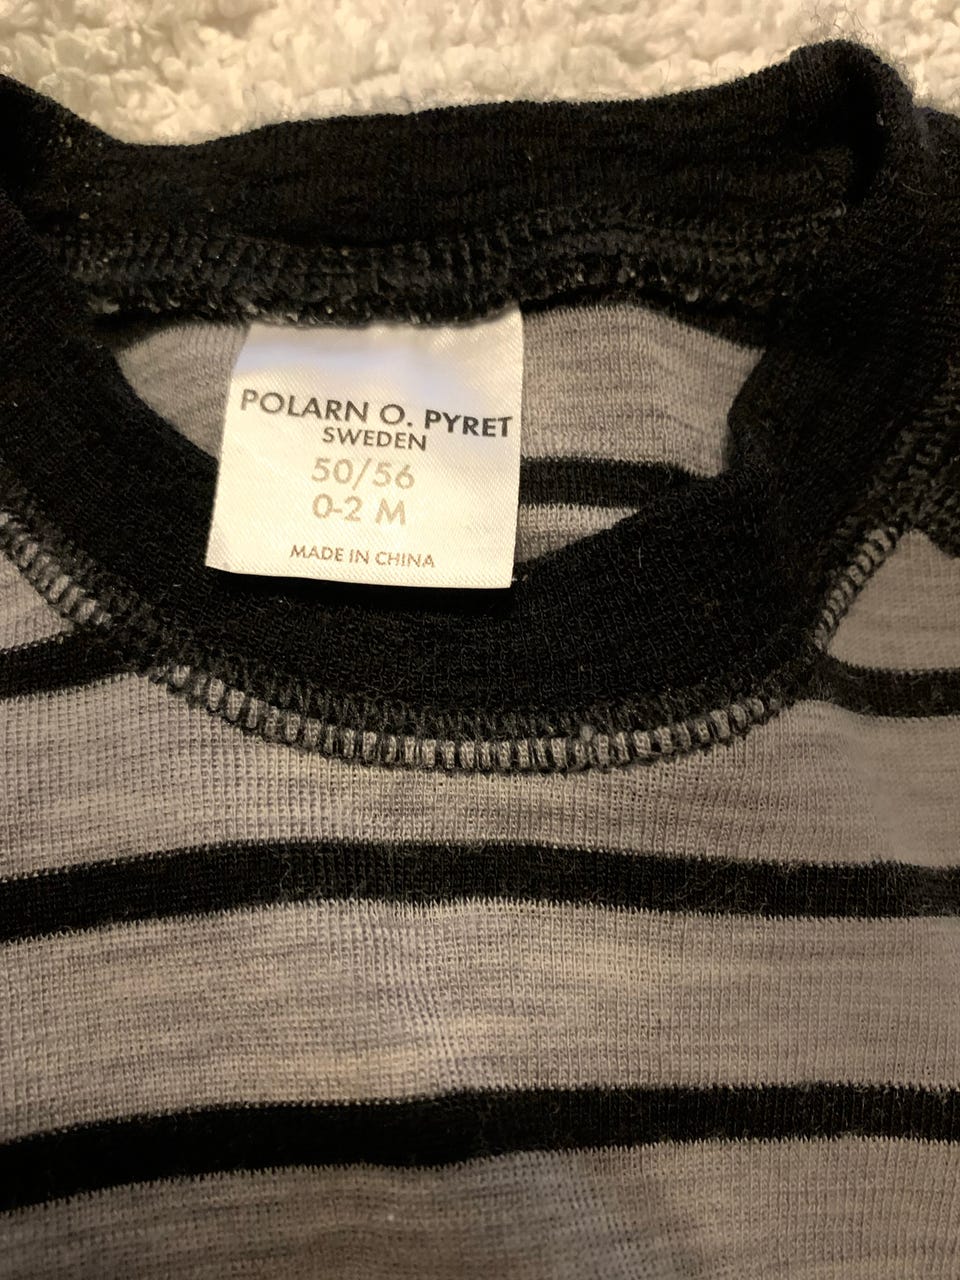 POLARN O. PYRET
SWEDEN
50/56
0-2 M
MADE IN CHINA